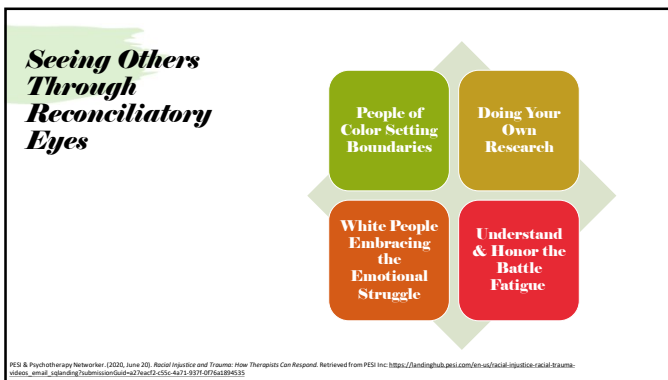 Seeing Others
Through
Reconciliatory
Eyes
People of
Color Setting
Boundaries
Doing Your
Own
Research
White People
Embracing
the
Emotional
Struggle
Understand
& Honor the
Battle
Fatigue
PESI & Psychotherapy Networker. (2020, June 20). Racial Injustice and Trauma: How Therapists Can Respond. Retrieved from PESI Inc: https://landinghub.pesi.com/en-us/racial-injustice-racial-trauma-
videos_email_sqlanding?submissionGuid=a27eacf2-c55c-4a71-937f-0f76a1894535